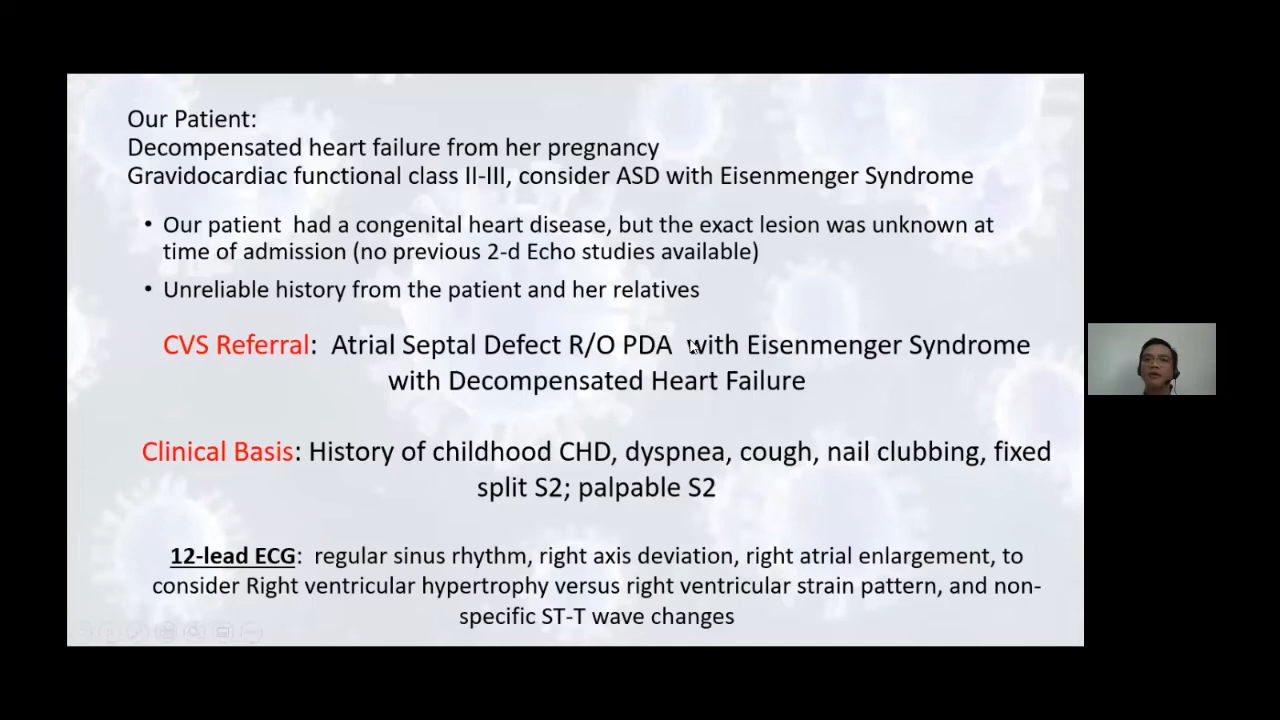 Our Patient:
Decompensated heart failure from her pregnancy
Gravidocardiac functional class II-III, consider ASD with Eisenmenger Syndrome
• Our patient had a congenital heart disease, but the exact lesion was unknown at
time of admission (no previous 2-d Echo studies available)
• Unreliable history from the patient and her relatives
CVS Referral: Atrial Septal Defect R/O PDA with Eisenmenger Syndrome
with Decompensated Heart Failure
Clinical Basis: History of childhood CHD, dyspnea, cough, nail clubbing, fixed
split S2; palpable S2
12-lead ECG: regular sinus rhythm, right axis deviation, right atrial enlargement, to
consider Right ventricular hypertrophy versus right ventricular strain pattern, and non-
specific ST-T wave changes